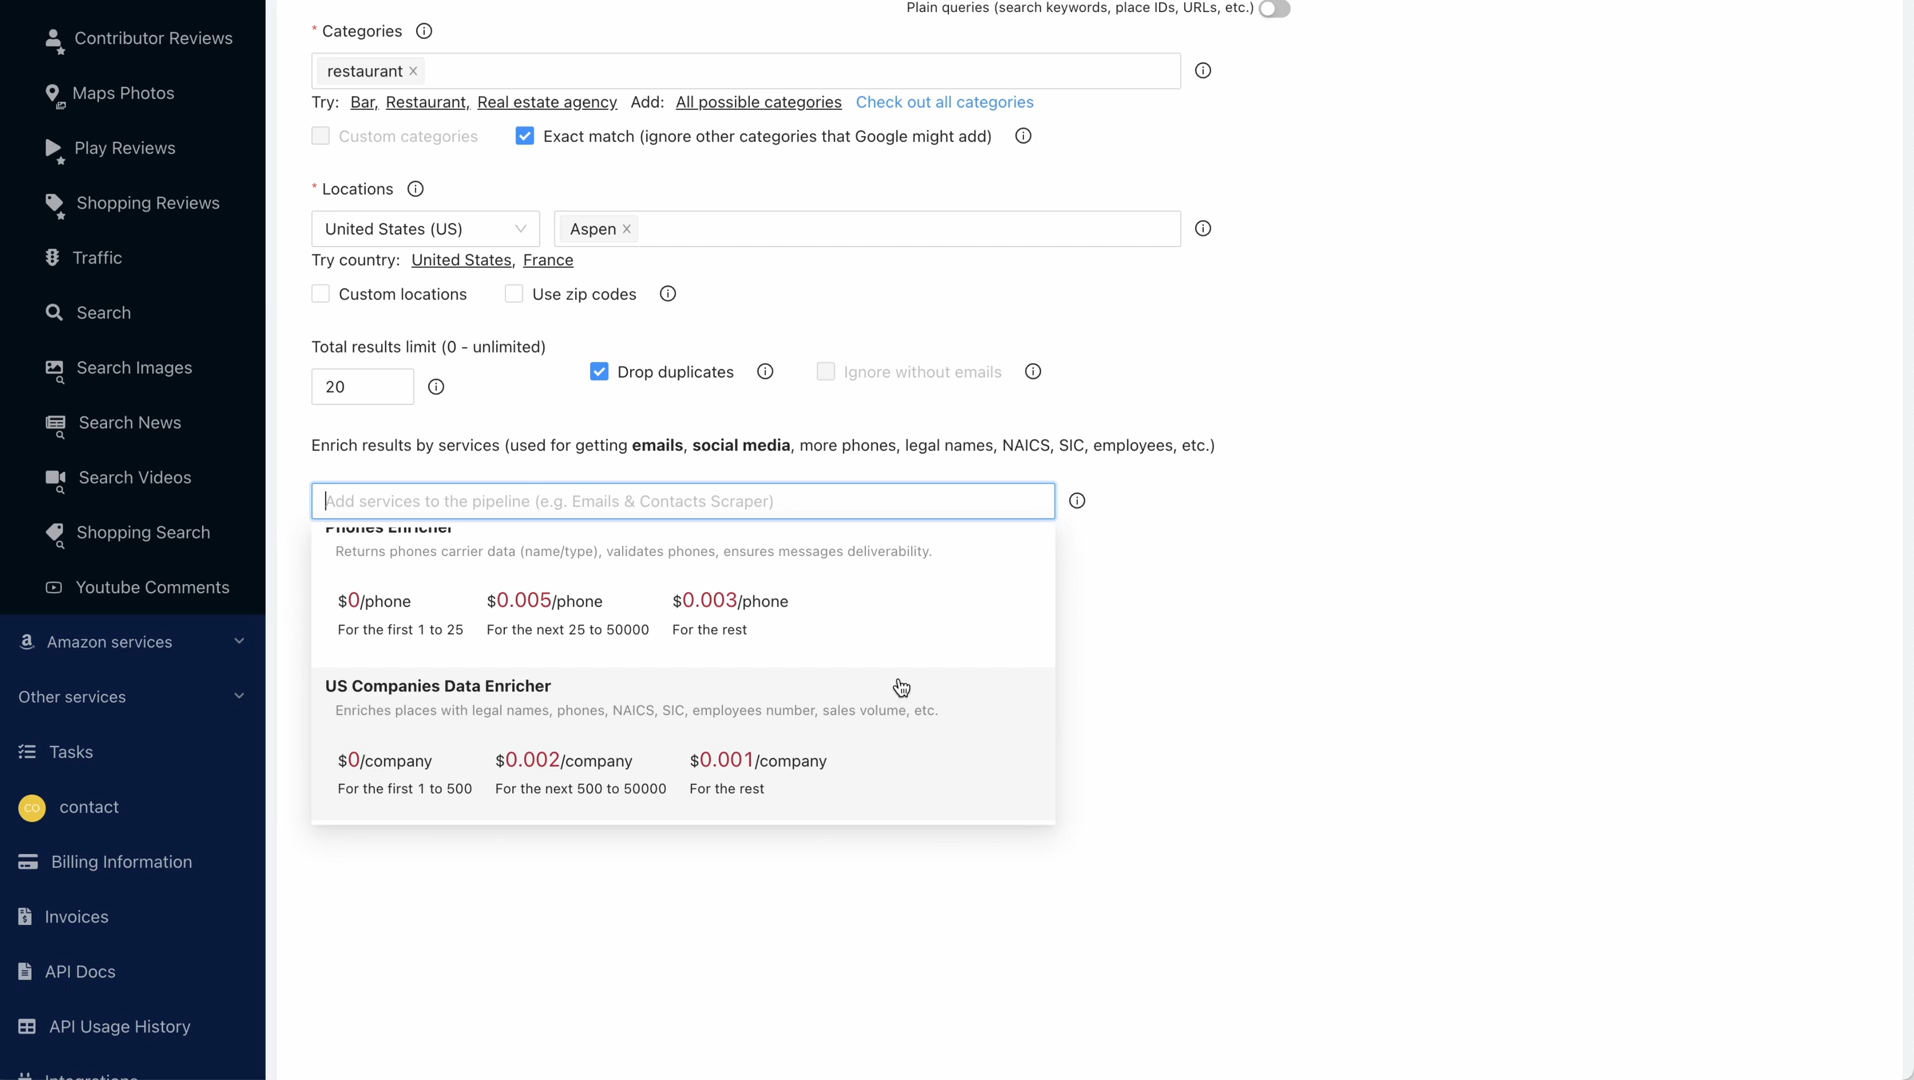 Contributor Reviews
Maps Photos
Play Reviews
Shopping Reviews
Traffic
Search
Search Images
Search News
Search Videos
Shopping Search
Youtube Comments
Amazon services
Other services
Tasks
CO contact
Billing Information
Invoices
API Docs
API Usage History
Integrations
Plain queries (search keywords, place IDs, URLs, etc.)
* Categories
restaurant ×
Try: Bar, Restaurant, Real estate agency Add: All possible categories Check out all categories
Custom categories Exact match (ignore other categories that Google might add)
* Locations
United States (US) Aspen ×
Try country: United States, France
Custom locations Use zip codes
Total results limit (0 - unlimited)
Drop duplicates Ignore without emails
20
Enrich results by services (used for getting emails, social media, more phones, legal names, NAICS, SIC, employees, etc.)
Add services to the pipeline (e.g. Emails & Contacts Scraper)
Phones Enricher
Returns phones carrier data (name/type), validates phones, ensures messages deliverability.
$0/phone $0.005/phone $0.003/phone
For the first 1 to 25 For the next 25 to 50000 For the rest
US Companies Data Enricher
Enriches places with legal names, phones, NAICS, SIC, employees number, sales volume, etc.
$0/company $0.002/company $0.001/company
For the first 1 to 500 For the next 500 to 50000 For the rest